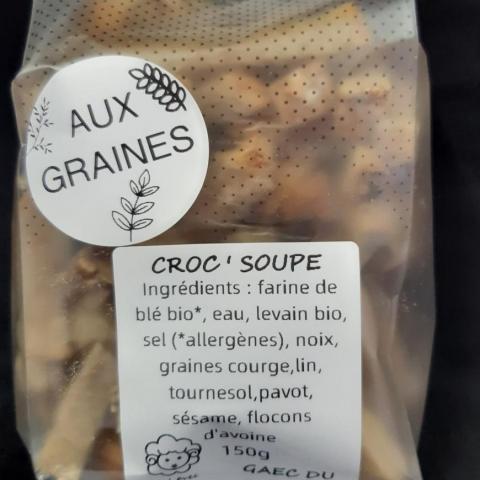 AUX
GRAINES
CROC' SOUPE
Ingrédients : farine de
blé bio*, eau, levain bio,
sel (*allergènes), noix,
graines courge,lin,
tournesol,pavot,
sésame, flocons
d'avoine
150g
GAEC DU